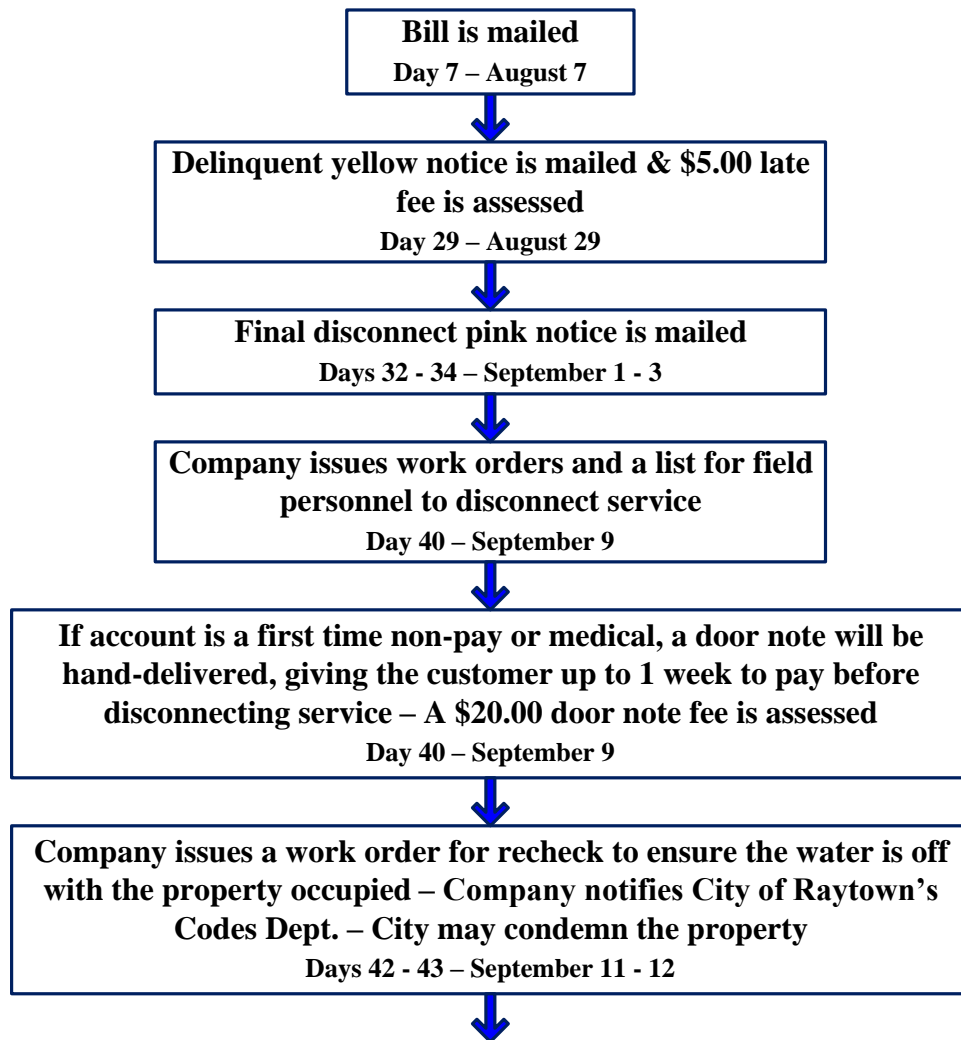 Bill is mailed
Day 7 – August 7
Delinquent yellow notice is mailed & $5.00 late
fee is assessed
Day 29 – August 29
Final disconnect pink notice is mailed
Days 32 - 34 – September 1 - 3
Company issues work orders and a list for field
personnel to disconnect service
Day 40 – September 9
If account is a first time non-pay or medical, a door note will be
hand-delivered, giving the customer up to 1 week to pay before
disconnecting service – A $20.00 door note fee is assessed
Day 40 – September 9
Company issues a work order for recheck to ensure the water is off
with the property occupied – Company notifies City of Raytown’s
Codes Dept. – City may condemn the property
Days 42 - 43 – September 11 - 12